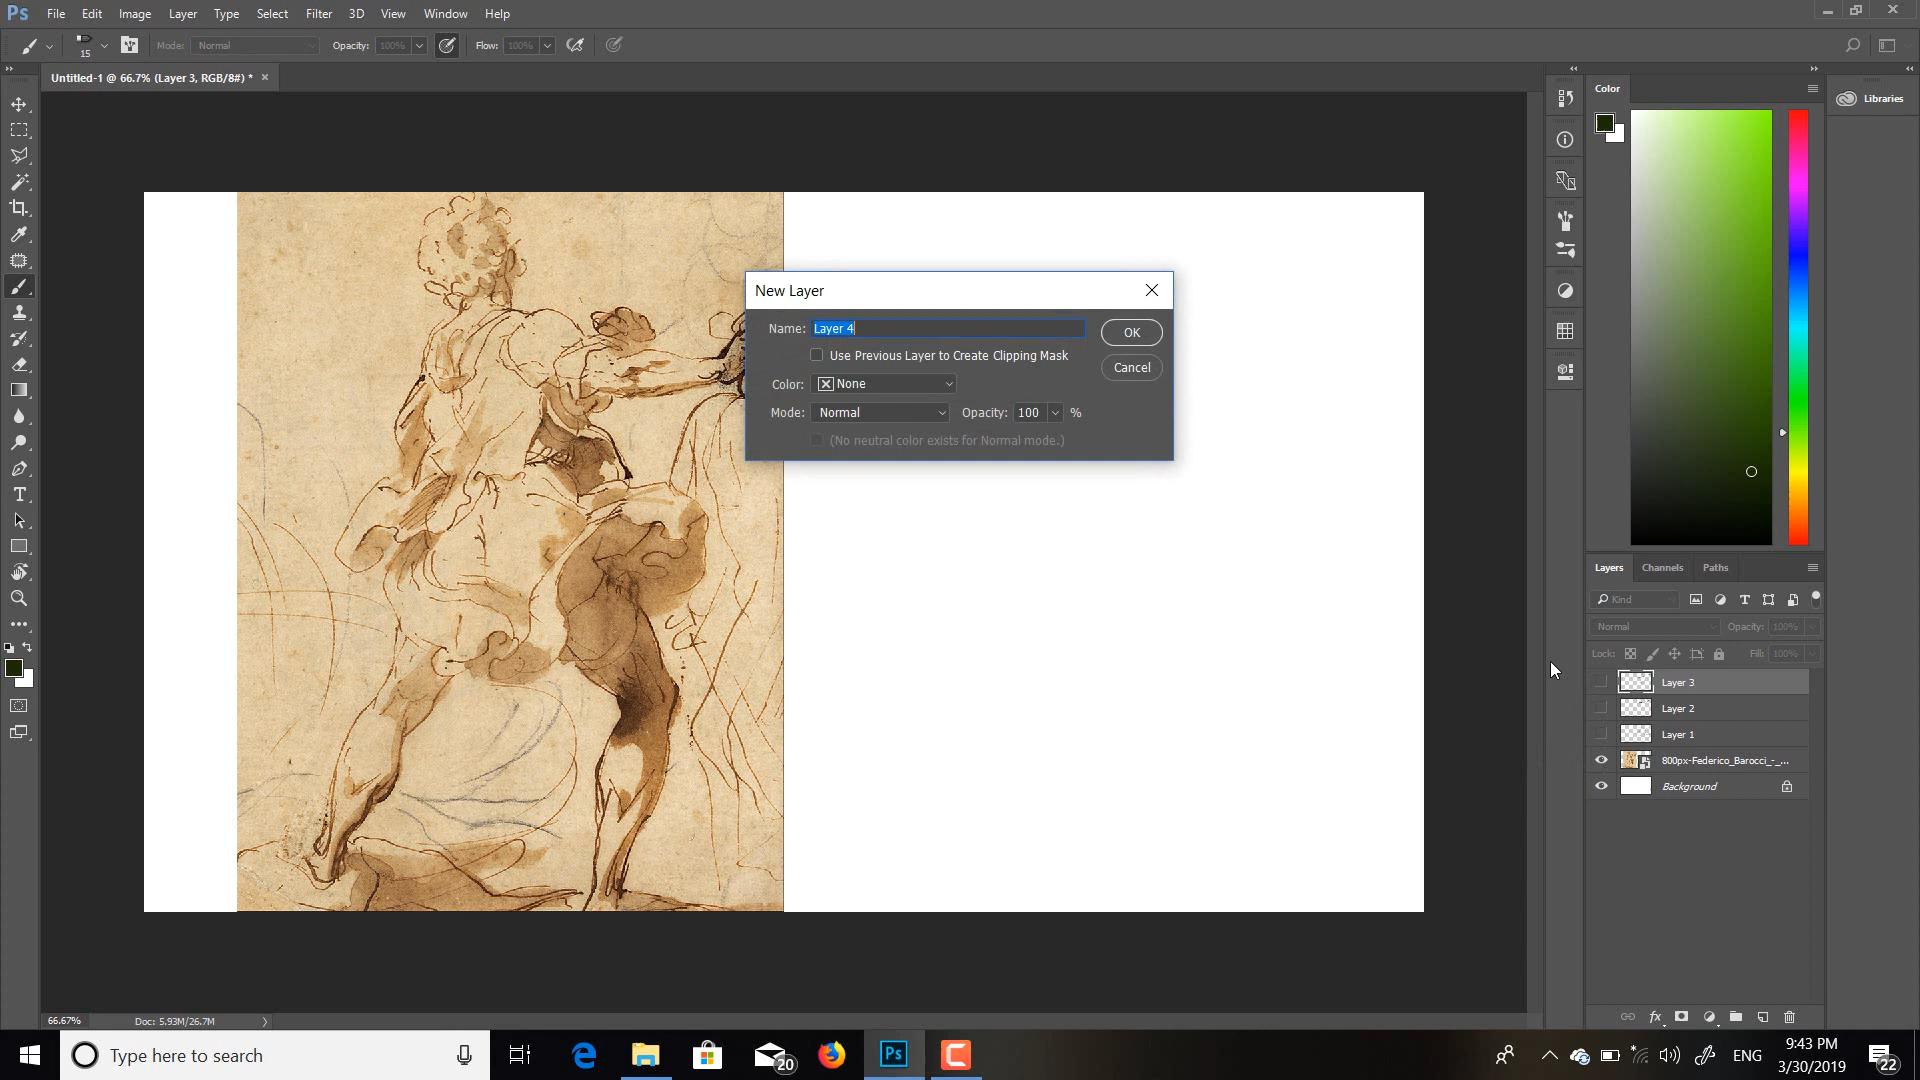 Ps File Edit Image Layer Type Select Filter 3D View Window Help
15 Mode: Normal Opacity: 100% Flow: 100%
Untitled-1 @ 66.7% (Layer 3, RGB/8#) *
Color
Libraries
New Layer
Name: Layer 4
OK
Use Previous Layer to Create Clipping Mask
Cancel
Color: None
Mode: Normal Opacity: 100 %
(No neutral color exists for Normal mode.)
Layers Channels Paths
Kind
Normal Opacity: 100%
Lock: Fill: 100%
Layer 3
Layer 2
Layer 1
800px-Federico_Barocci_-_...
Background
fx
66.67% Doc: 5.93M/26.7M
Type here to search
20
Ps
ENG
9:43 PM
3/30/2019
22